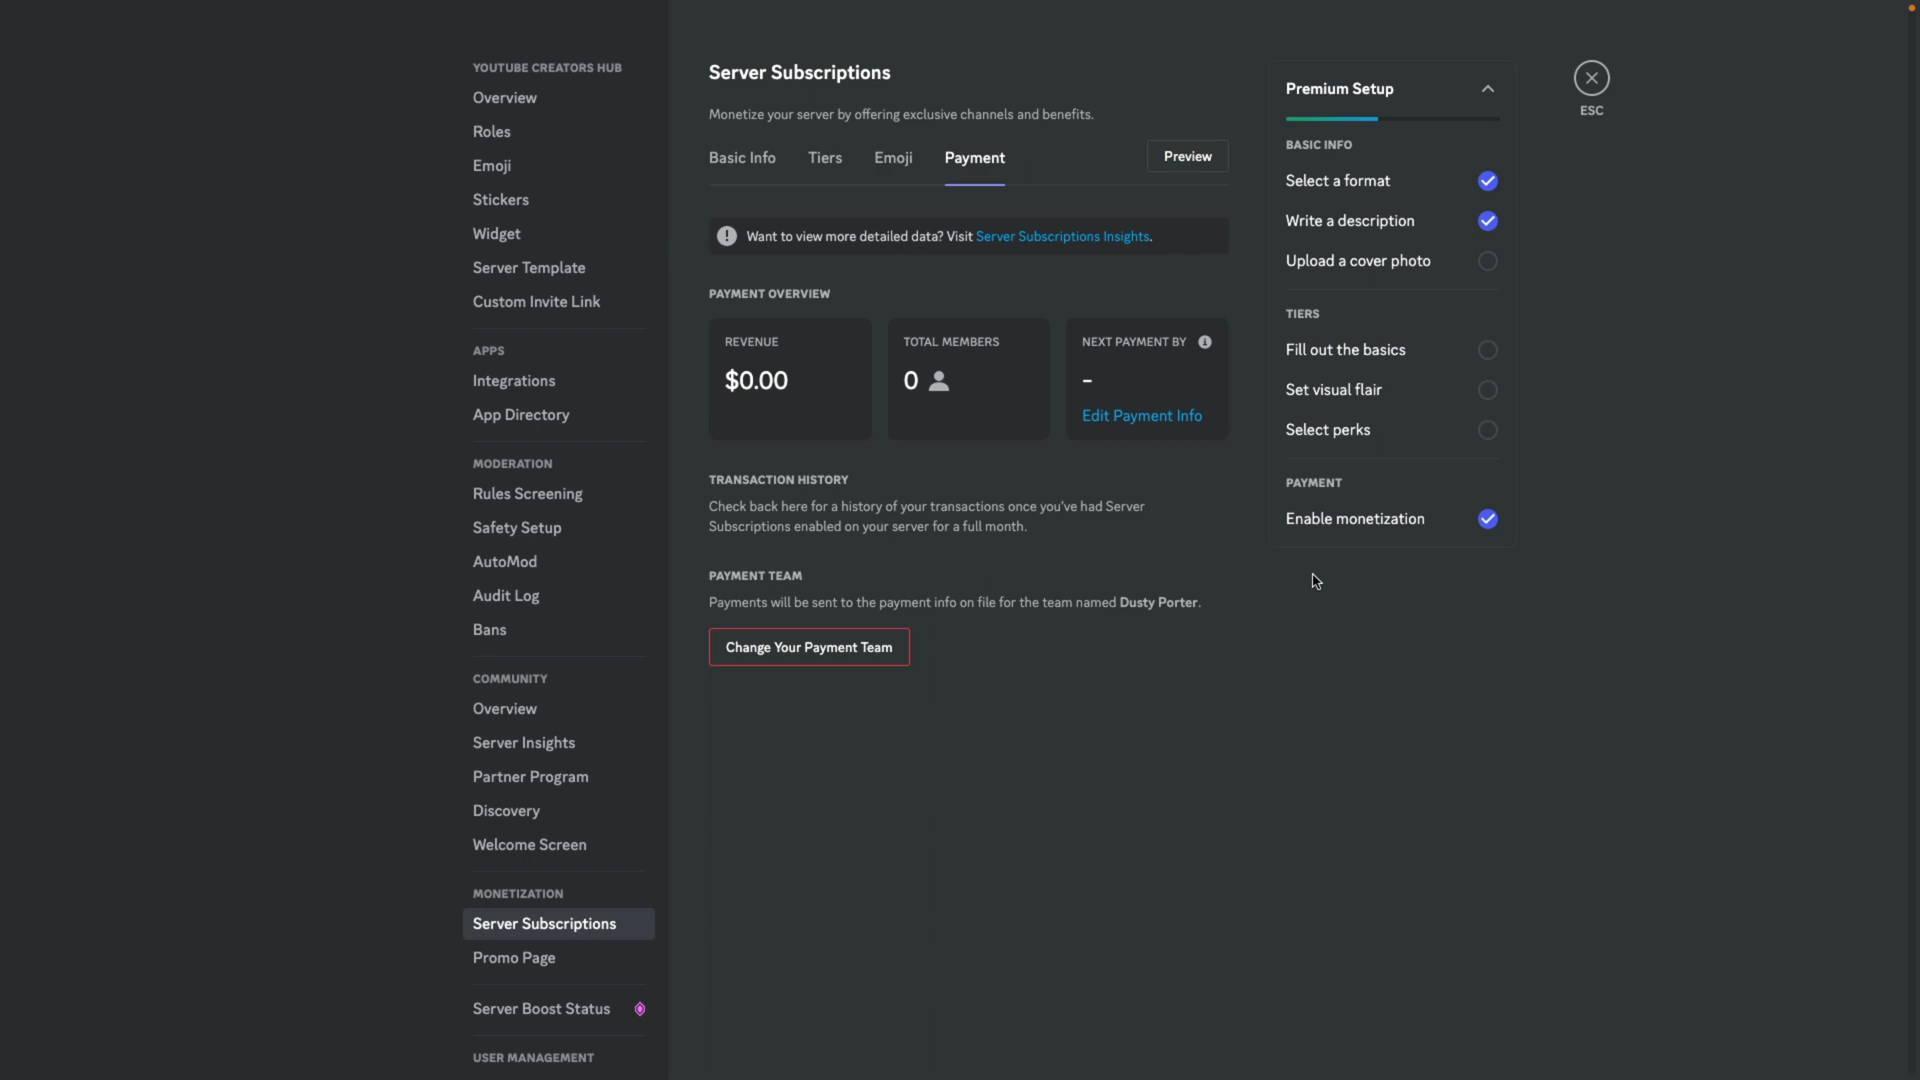 YOUTUBE CREATORS HUB
Overview
Roles
Emoji
Stickers
Widget
Server Template
Custom Invite Link
APPS
Integrations
App Directory
MODERATION
Rules Screening
Safety Setup
AutoMod
Audit Log
Bans
COMMUNITY
Overview
Server Insights
Partner Program
Discovery
Welcome Screen
MONETIZATION
Server Subscriptions
Promo Page
Server Boost Status
USER MANAGEMENT
Server Subscriptions
Monetize your server by offering exclusive channels and benefits.
Basic Info Tiers Emoji Payment Preview
Want to view more detailed data? Visit Server Subscriptions Insights.
PAYMENT OVERVIEW
REVENUE
$0.00
TOTAL MEMBERS
0
NEXT PAYMENT BY
-
Edit Payment Info
TRANSACTION HISTORY
Check back here for a history of your transactions once you've had Server
Subscriptions enabled on your server for a full month.
PAYMENT TEAM
Payments will be sent to the payment info on file for the team named Dusty Porter.
Change Your Payment Team
Premium Setup
BASIC INFO
Select a format
Write a description
Upload a cover photo
TIERS
Fill out the basics
Set visual flair
Select perks
PAYMENT
Enable monetization
ESC